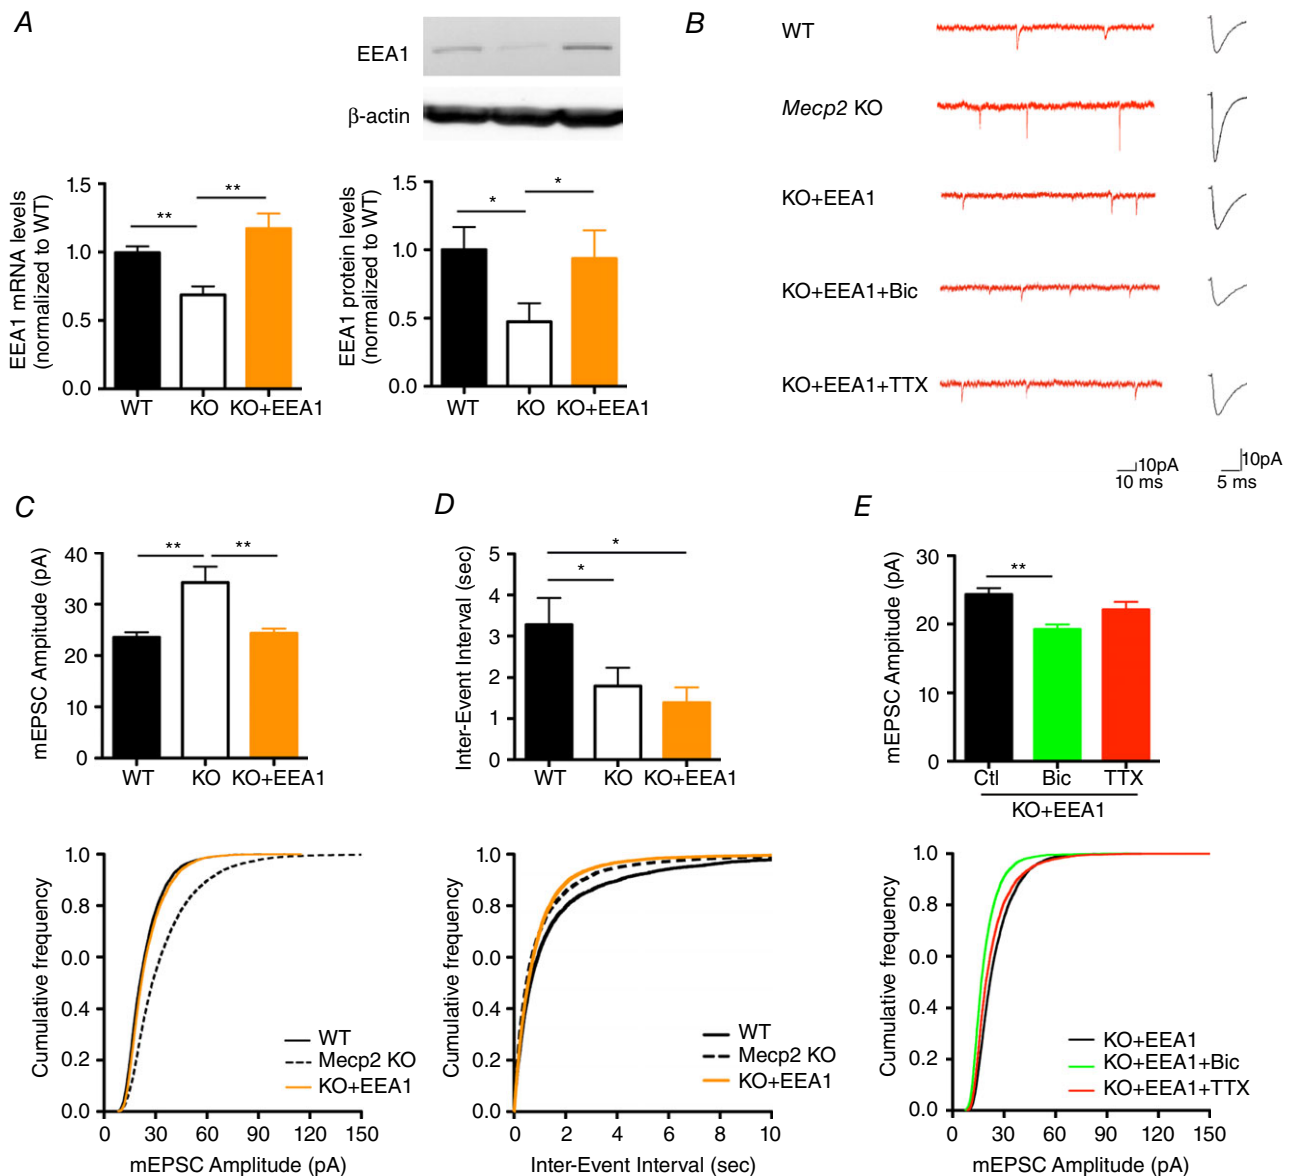 A
EEA1
β-actin
EEA1 mRNA levels
(normalized to WT)
1.5
1.0
0.5
0.0
**
**
WT KO KO+EEA1
EEA1 protein levels
(normalized to WT)
1.5
1.0
0.5
0.0
*
*
WT KO KO+EEA1
B
WT
Mecp2 KO
KO+EEA1
KO+EEA1+Bic
KO+EEA1+TTX
10pA
10 ms
10pA
5 ms
C
mEPSC Ampitude (pA)
40
30
20
10
0
** **
WT KO KO+EEA1
Cumulative frequency
1.0
0.8
0.0
0.4
0.2
0.0
WT
Mecp2 KO
KO+EEA1
0 30 60 90 120 150
mEPSC Amplitude (pA)
D
Inter-Event Interval (sec)
5
4
3
2
1
0
*
*
WT KO KO+EEA1
Cumulative frequency
1.0
0.8
0.0
0.4
0.2
0.0
WT
Mecp2 KO
KO+EEA1
0 2 4 6 8 10
Inter-Event Interval (sec)
E
mEPSC Ampitude (pA)
30
20
10
0
**
Ctl Bic TTX
KO+EEA1
Cumulative frequency
1.0
0.8
0.0
0.4
0.2
0.0
KO+EEA1
KO+EEA1+Bic
KO+EEA1+TTX
0 30 60 90 120 150
mEPSC Amplitude (pA)